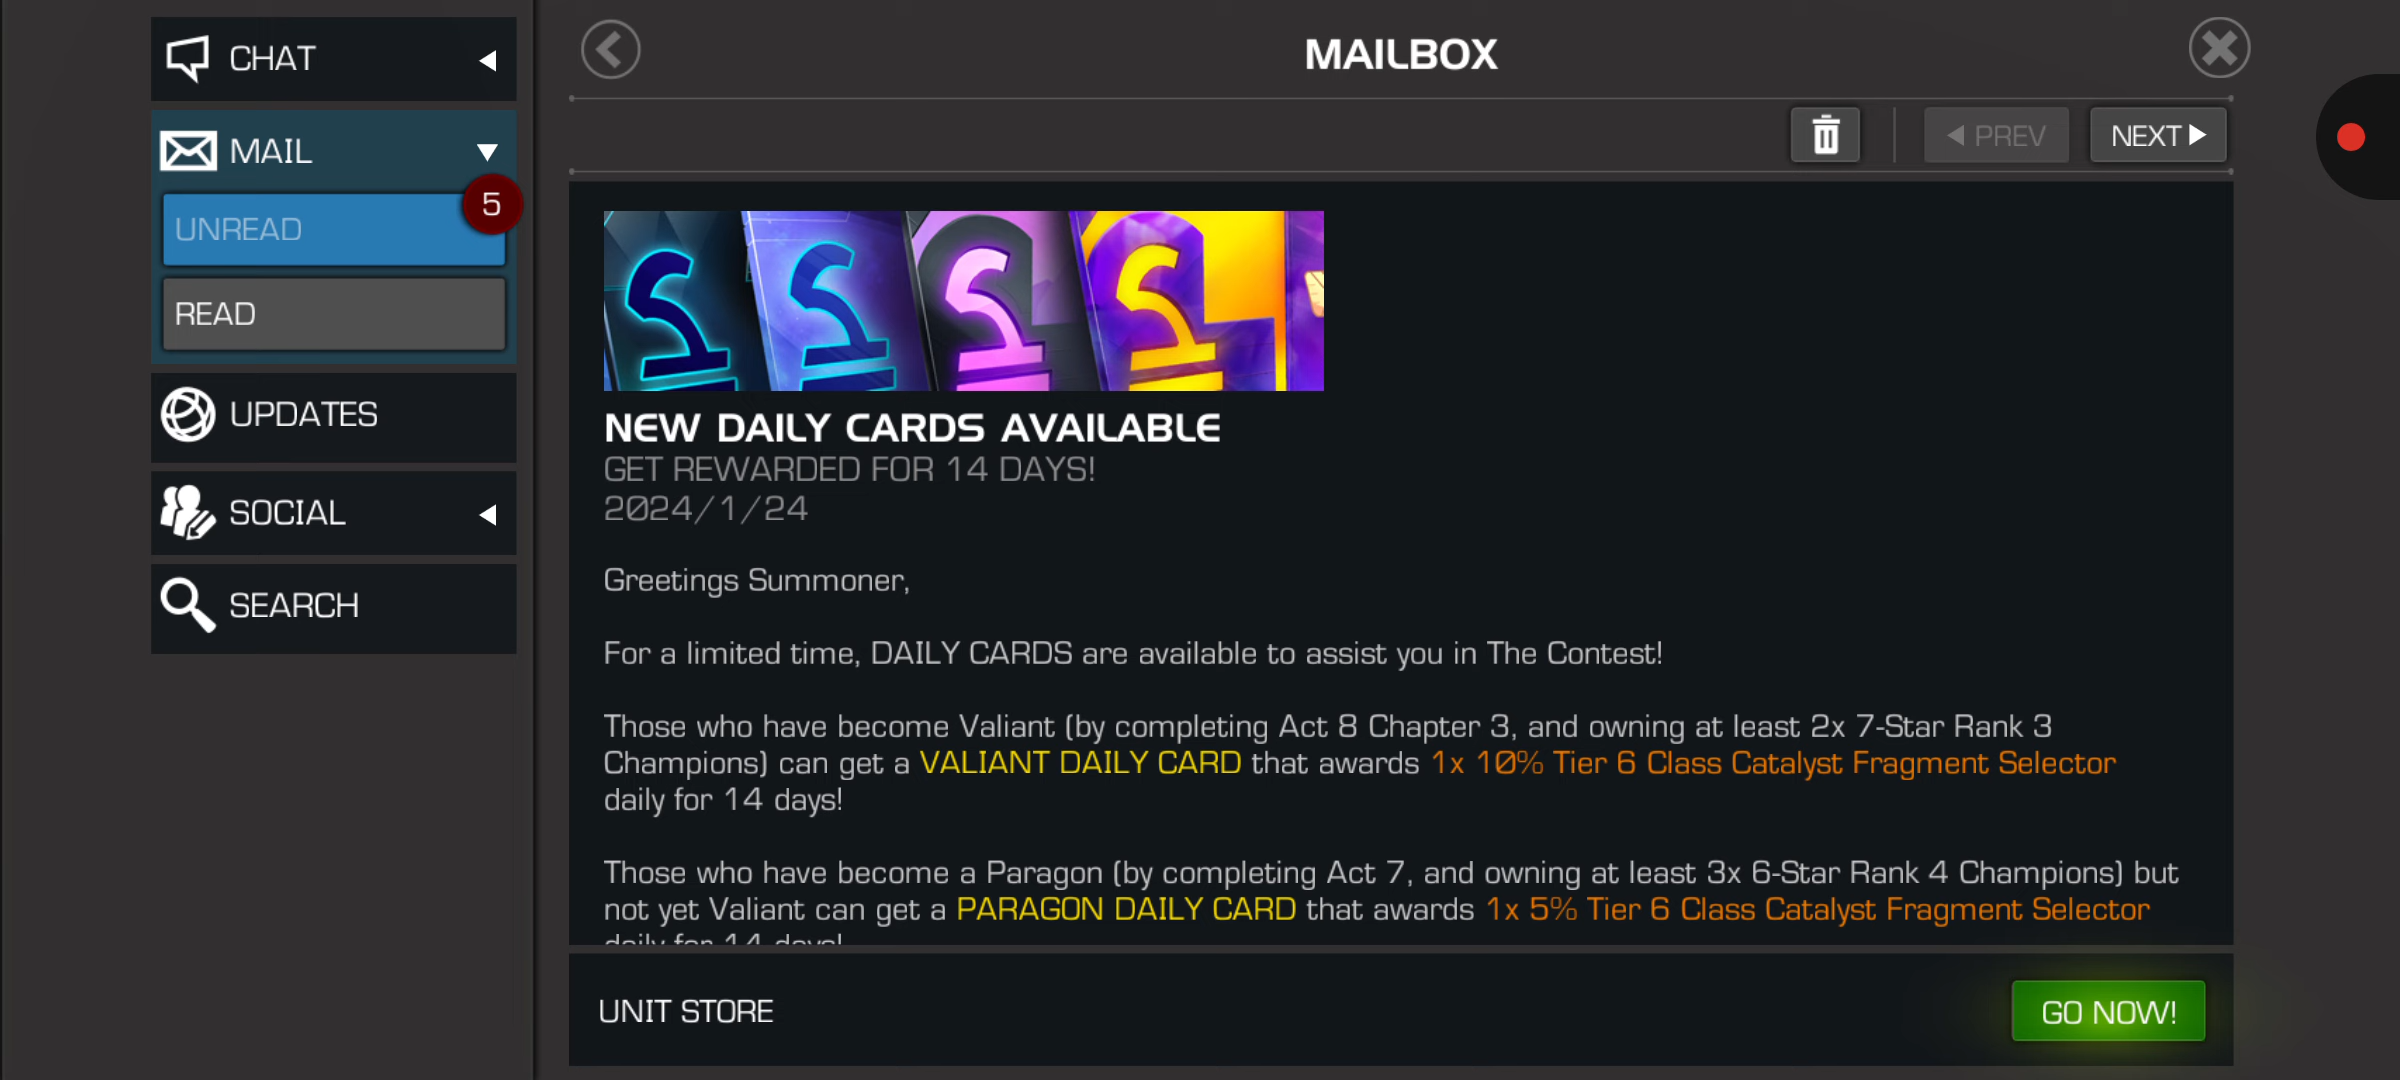 CHAT
MAIL
5
UNREAD
READ
UPDATES
SOCIAL
SEARCH
MAILBOX
PREV
NEXT
NEW DAILY CARDS AVAILABLE
GET REWARDED FOR 14 DAYS!
2024/1/24
Greetings Summoner,
For a limited time, DAILY CARDS are available to assist you in The Contest!
Those who have become Valiant (by completing Act 8 Chapter 3, and owning at least 2x 7-Star Rank 3
Champions) can get a VALIANT DAILY CARD that awards 1x 10% Tier 6 Class Catalyst Fragment Selector
daily for 14 days!
Those who have become a Paragon (by completing Act 7, and owning at least 3x 6-Star Rank 4 Champions) but
not yet Valiant can get a PARAGON DAILY CARD that awards 1x 5% Tier 6 Class Catalyst Fragment Selector
daily for 14 days!
UNIT STORE
GO NOW!